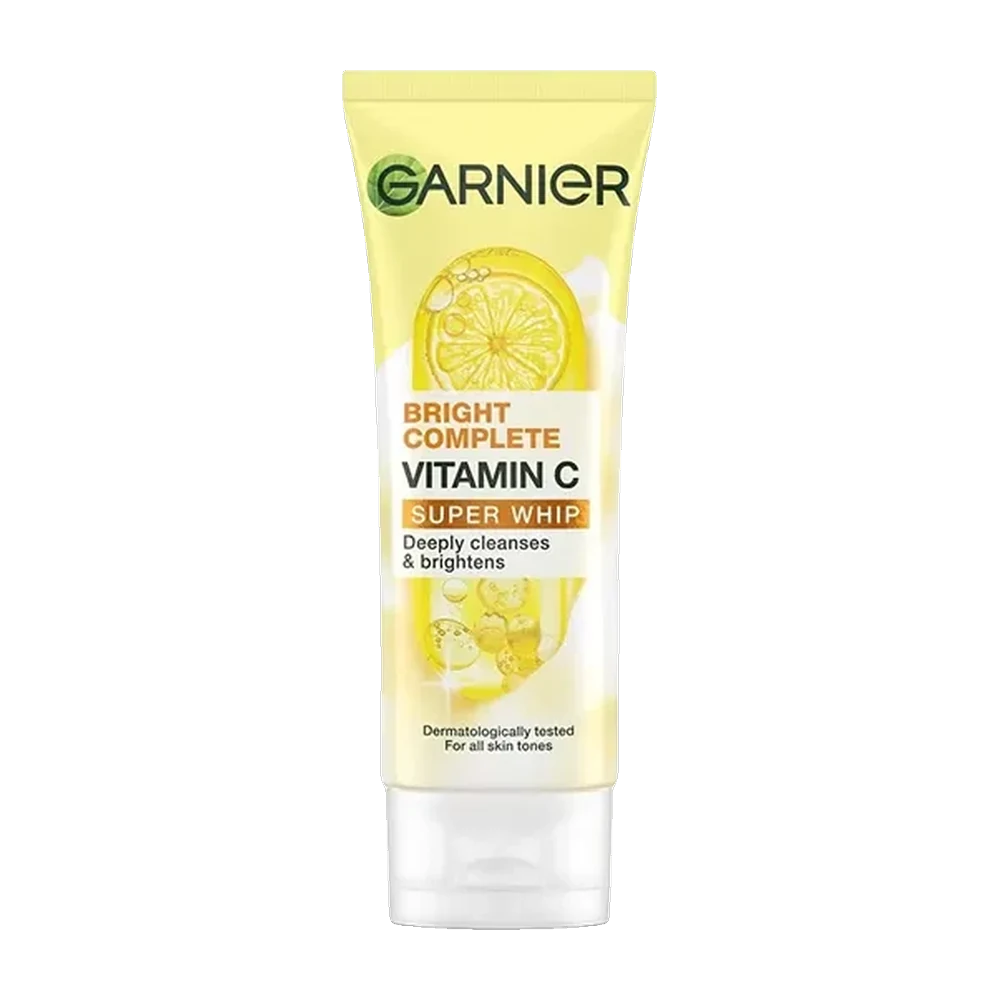 GARNIER
BRIGHT
COMPLETE
VITAMIN C
SUPER WHIP
Deeply cleanses
& brightens
Dermatologically tested
For all skin tones